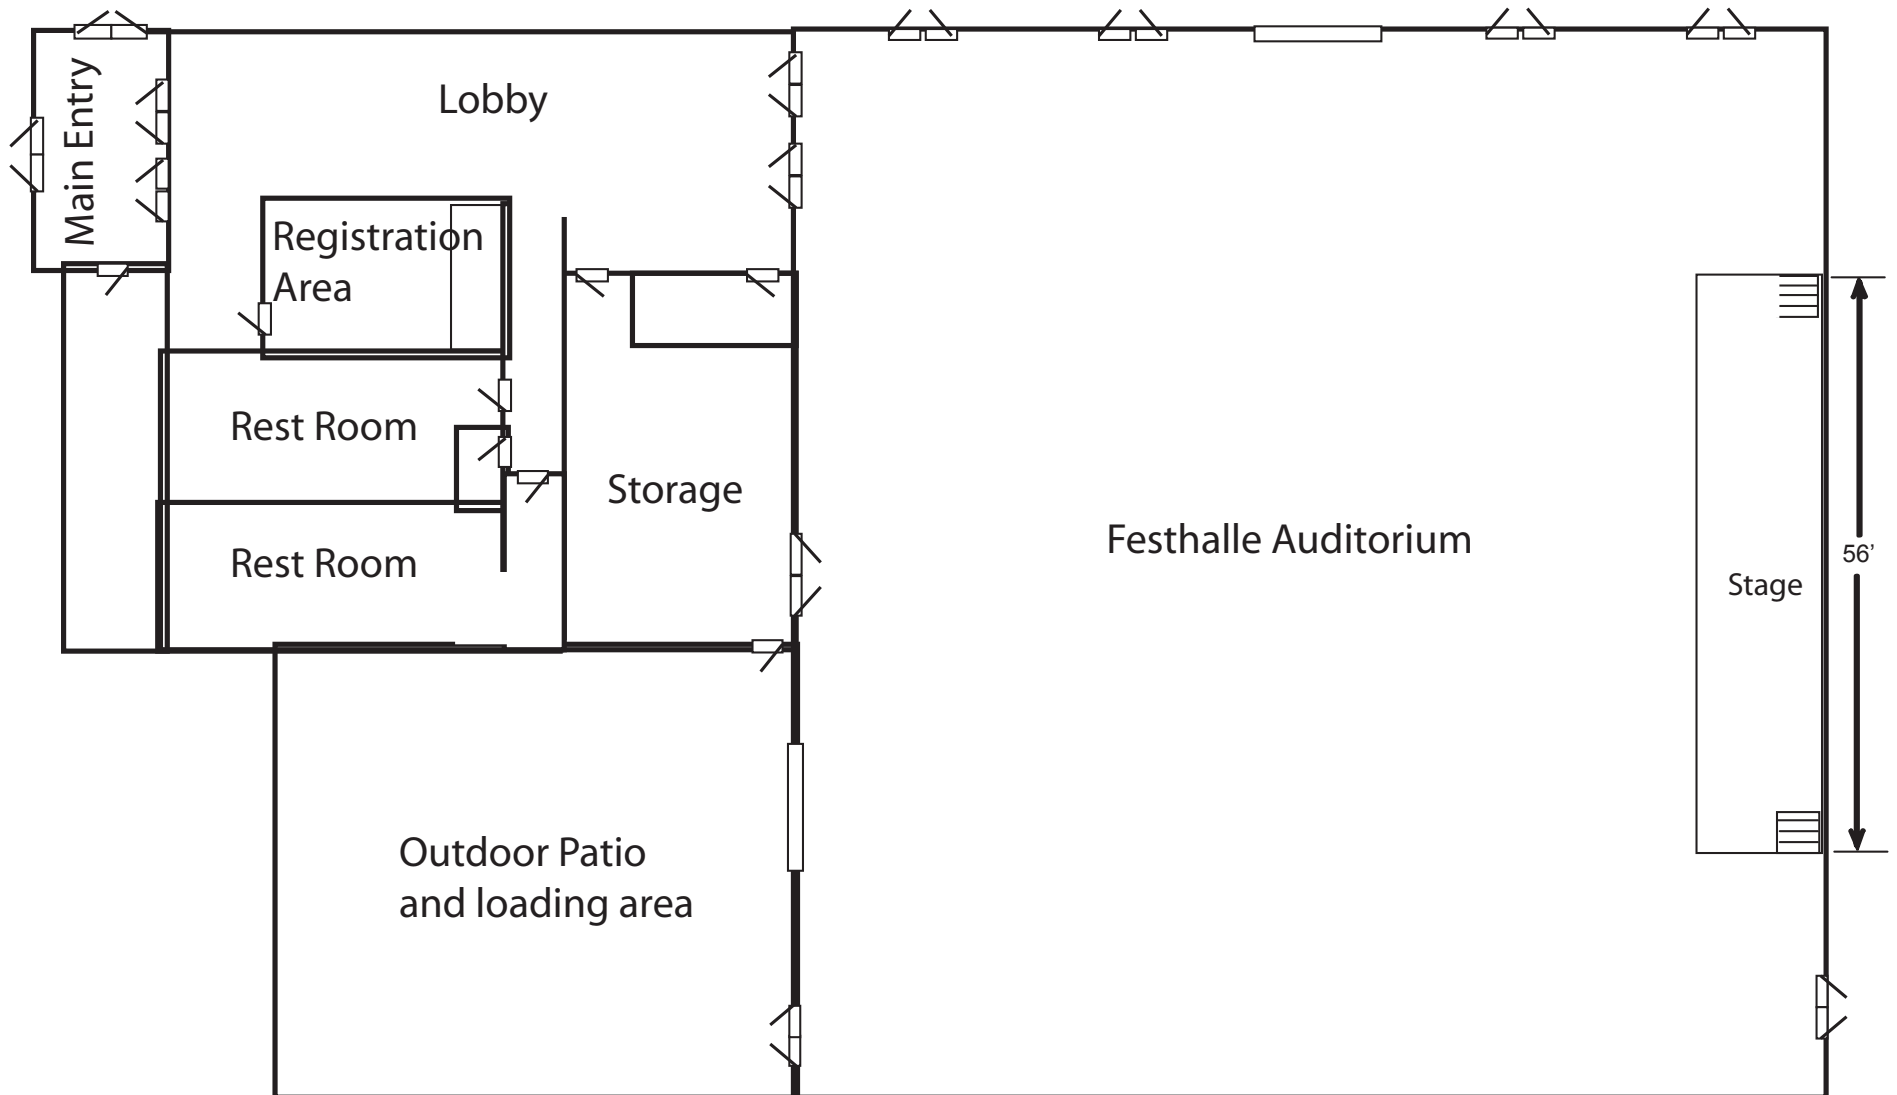 Main Entry
Lobby
Registration
Area
Rest Room
Rest Room
Storage
Festhalle Auditorium
Stage
56’
Outdoor Patio
and loading area